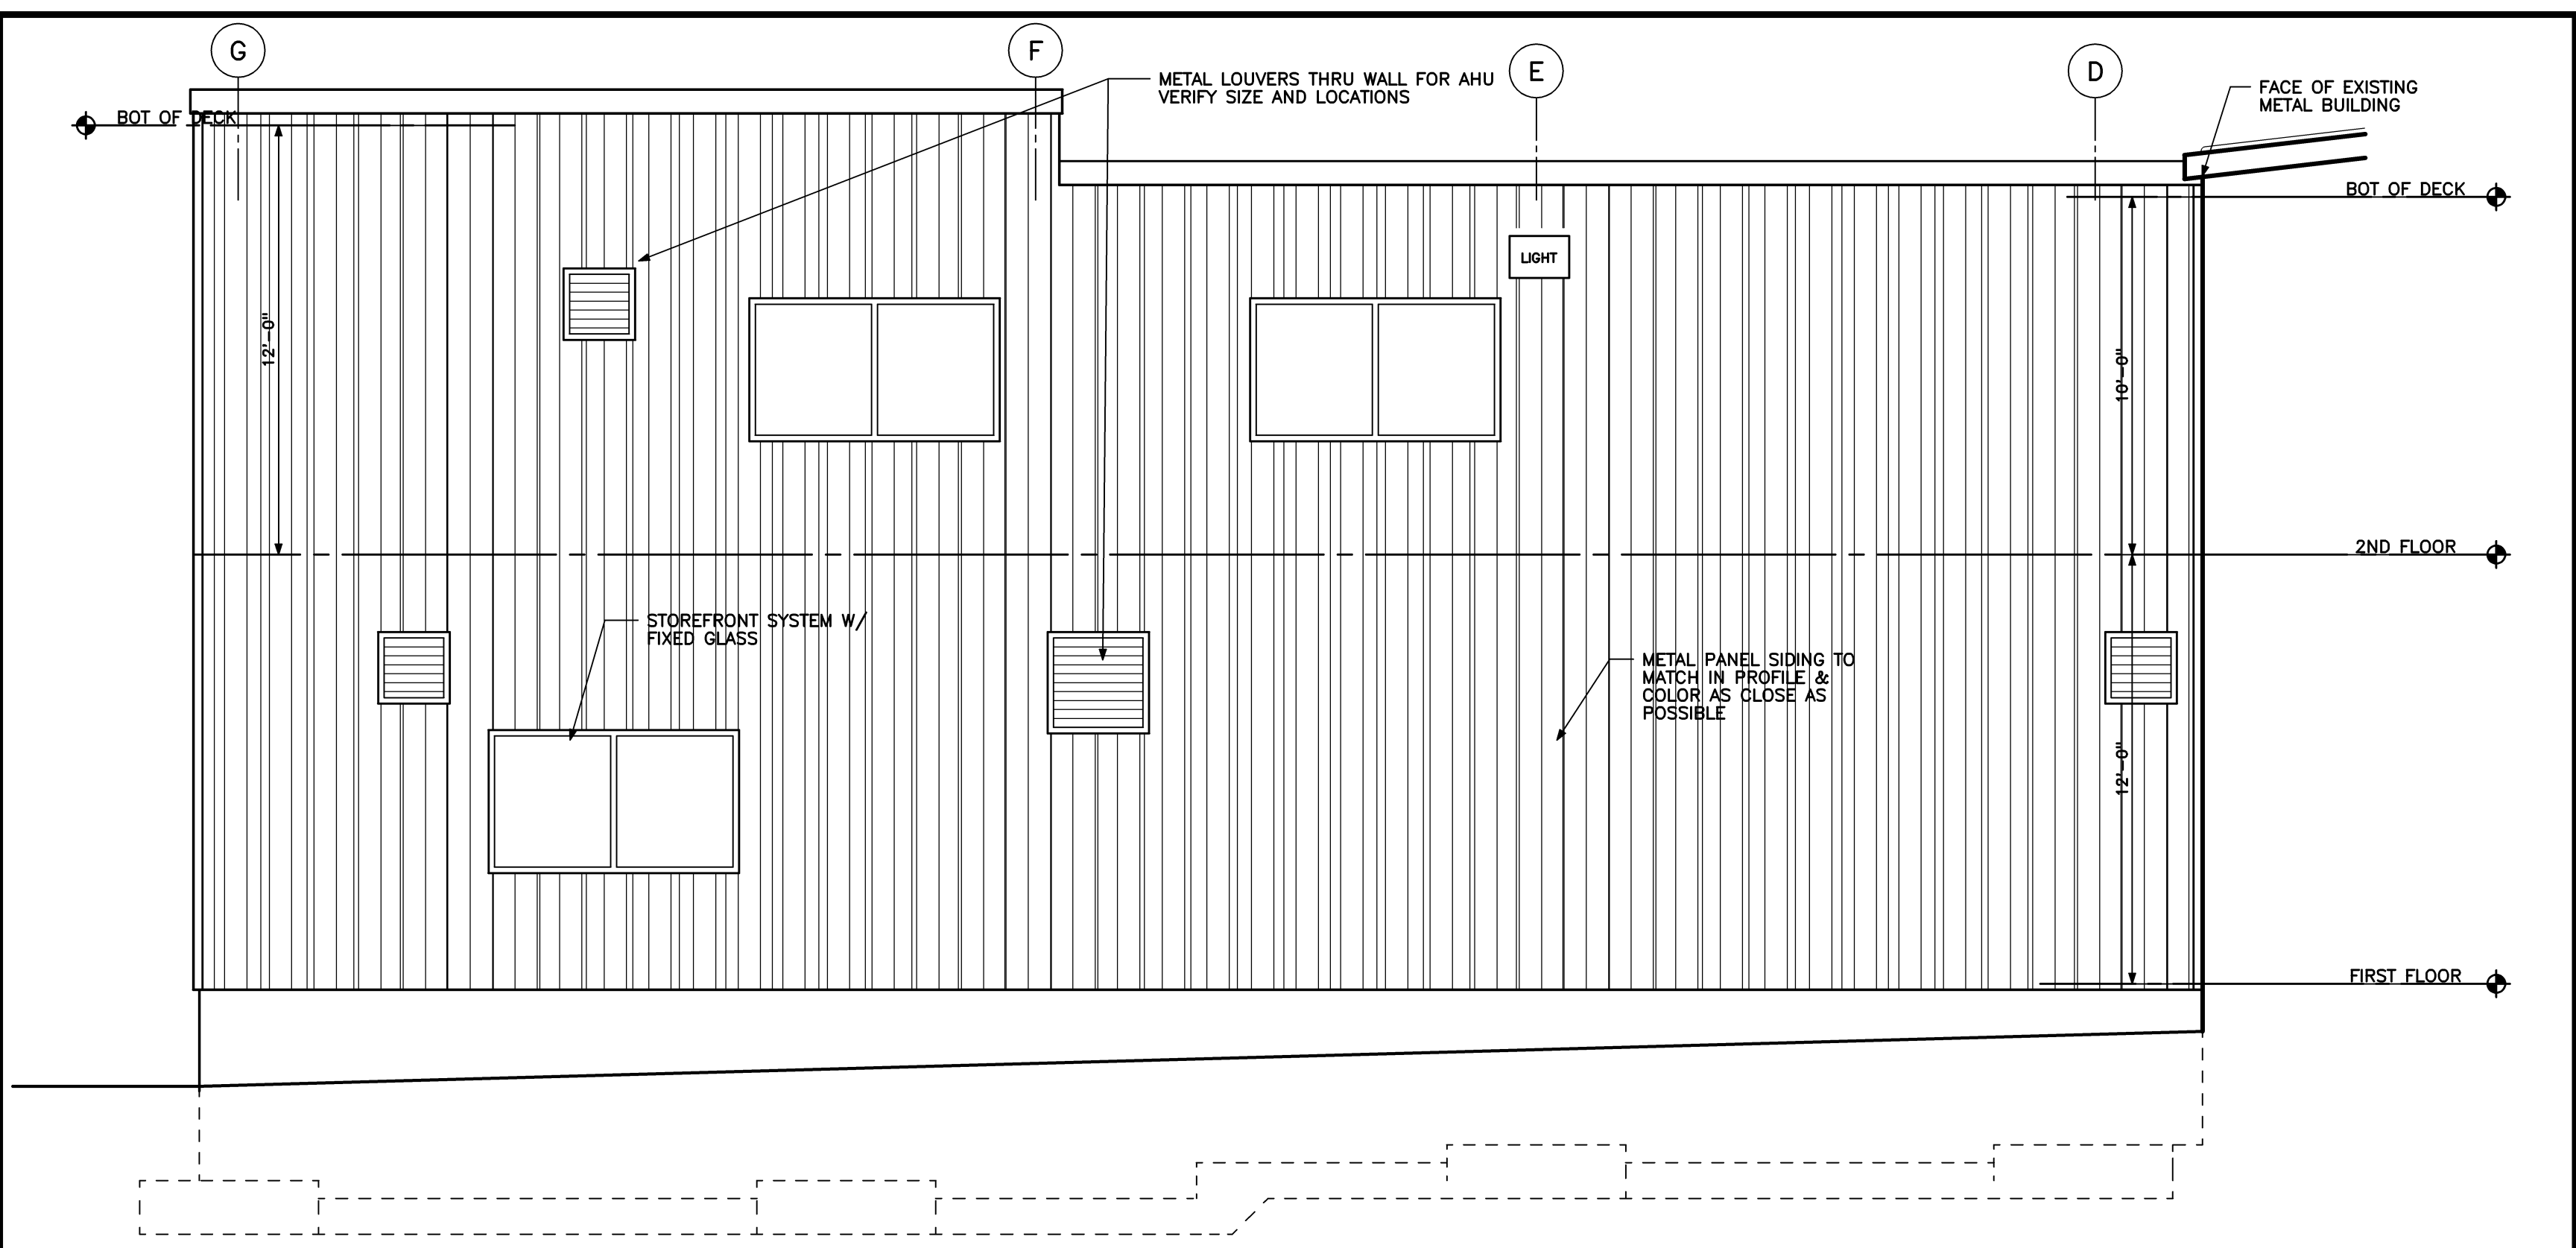 G
F
E
D
METAL LOUVERS THRU WALL FOR AHU
VERIFY SIZE AND LOCATIONS
FACE OF EXISTING
METAL BUILDING
BOT OF DECK
BOT OF DECK
LIGHT
12'-0"
10'-0"
2ND FLOOR
STOREFRONT SYSTEM W/
FIXED GLASS
METAL PANEL SIDING TO
MATCH IN PROFILE &
COLOR AS CLOSE AS
POSSIBLE
12'-0"
FIRST FLOOR